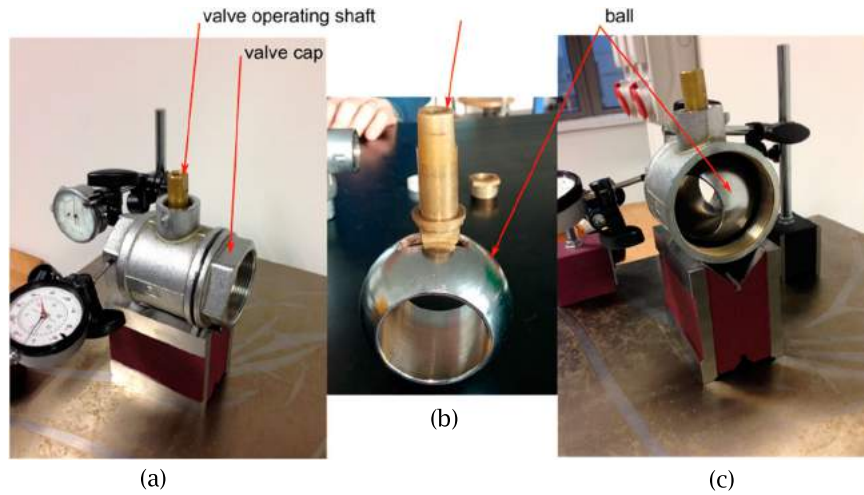 valve operating shaft
ball
valve cap
(a)
(b)
(c)